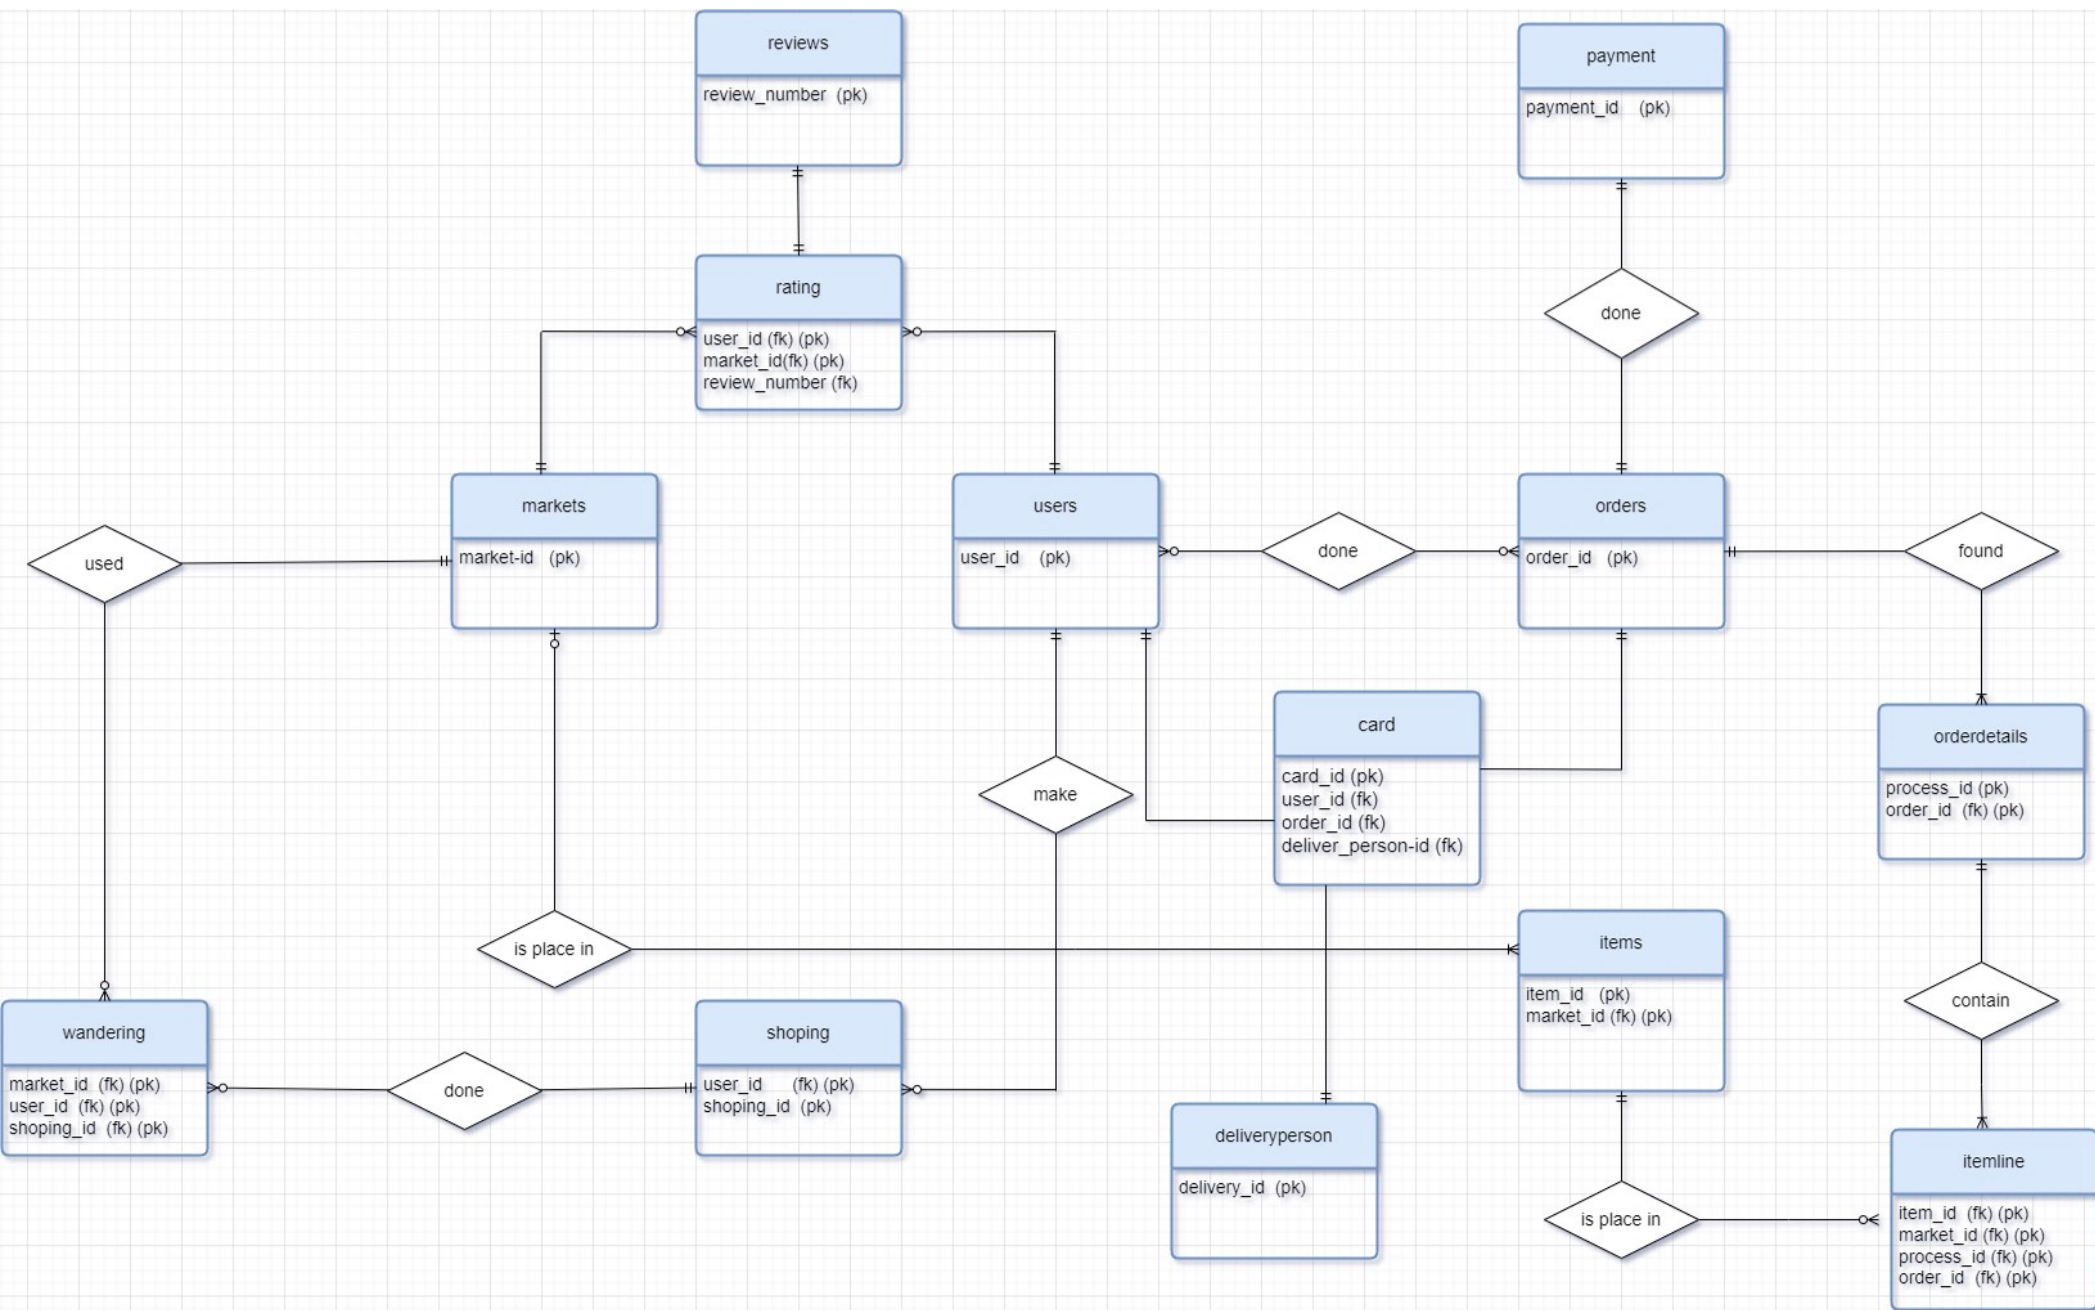 reviews
review_number (pk)
payment
payment_id (pk)
done
rating
user_id (fk) (pk)
market_id(fk) (pk)
review_number (fk)
markets
market-id (pk)
users
user_id (pk)
done
orders
order_id (pk)
used
found
card
card_id (pk)
user_id (fk)
order_id (fk)
deliver_person-id (fk)
orderdetails
process_id (pk)
order_id (fk) (pk)
make
is place in
items
item_id (pk)
market_id (fk) (pk)
contain
wandering
market_id (fk) (pk)
user_id (fk) (pk)
shoping_id (fk) (pk)
done
shoping
user_id (fk) (pk)
shoping_id (pk)
deliveryperson
delivery_id (pk)
is place in
itemline
item_id (fk) (pk)
market_id (fk) (pk)
process_id (fk) (pk)
order_id (fk) (pk)